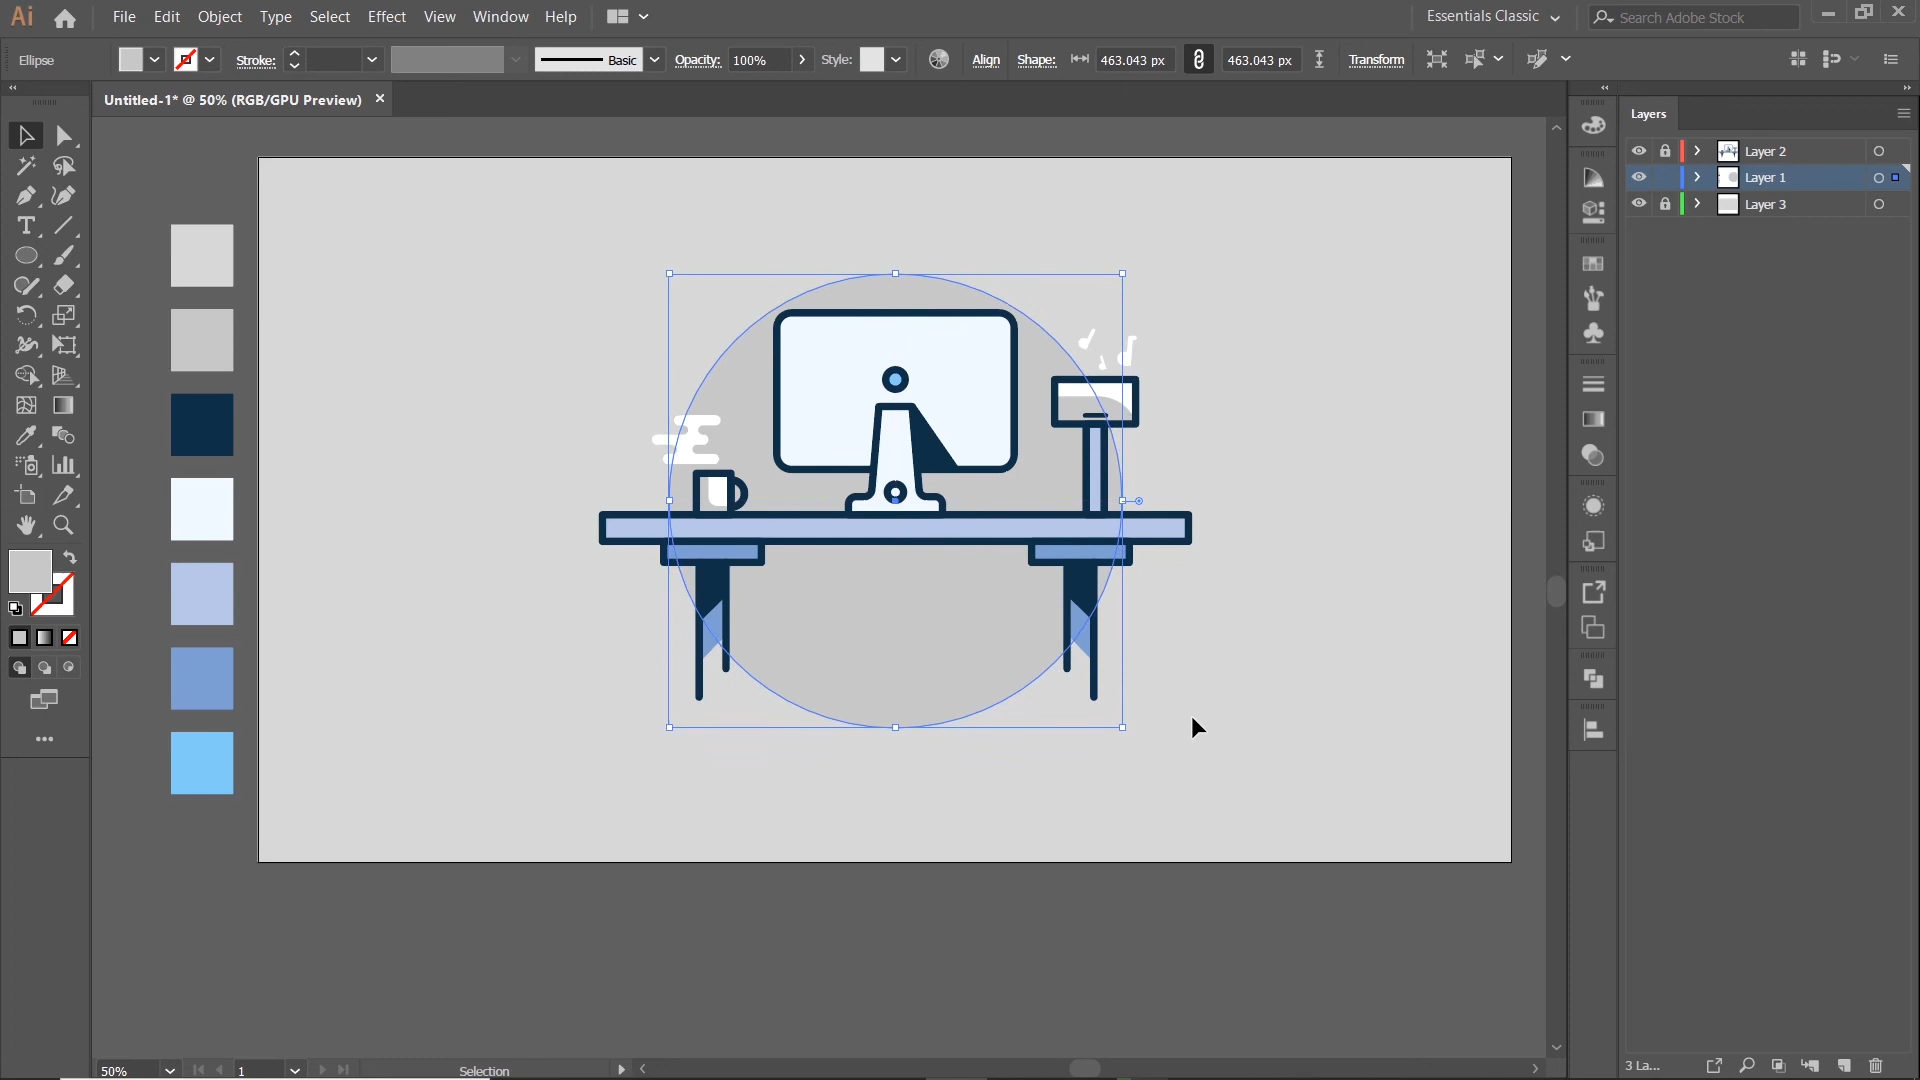 Ai File Edit Object Type Select Effect View Window Help Essentials Classic Search Adobe Stock
Ellipse Stroke: Basic Opacity: 100% Style: Align Shape: 463.043 px 463.043 px Transform
Untitled-1* @ 50% (RGB/GPU Preview)
Layers
Layer 2
Layer 1
Layer 3
50% 1 Selection
3 La...